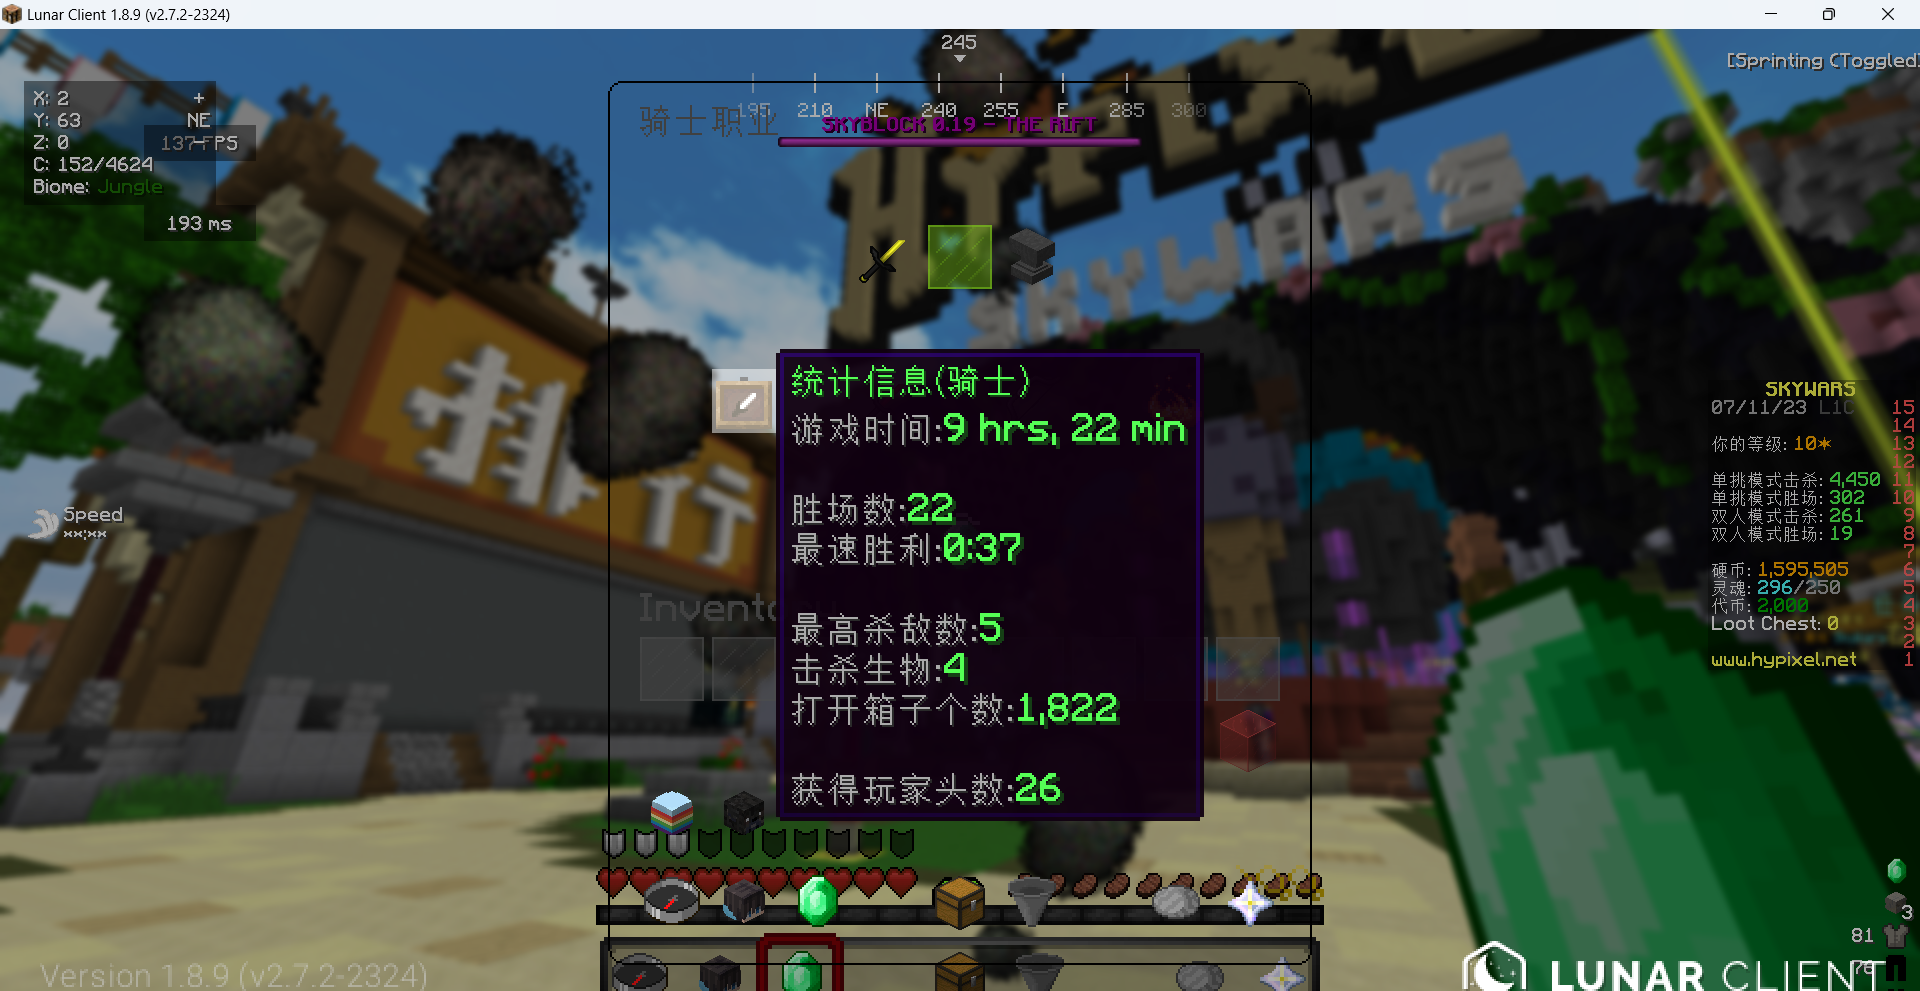 Lunar Client 1.8.9 (v2.7.2-2324)
245
[Sprinting (Toggled)
X: 2
+
Y: 63
NE
Z: 0
137 FPS
C: 152/4624
Biome: Jungle
193 ms
195 210 NE 240 255 E 285 300
骑士职业
SKYBLOCK 0.19 - THE RIFT
HYPIXEL
SKYWARS
排行
统计信息(骑士)
游戏时间:9 hrs, 22 min
胜场数:22
最速胜利:0:37
最高杀敌数:5
击杀生物:4
打开箱子个数:1,822
获得玩家头数:26
Speed
**:**
SKYWARS
07/11/23 L1C 15
14
你的等级: 10✶ 13
12
单挑模式击杀: 4,450 11
单挑模式胜场: 302 10
双人模式击杀: 261 9
双人模式胜场: 19 8
7
硬币: 1,595,505 6
灵魂: 296/250 5
代币: 2,000 4
Loot Chest: 0 3
2
www.hypixel.net 1
3
81
76
Version 1.8.9 (v2.7.2-2324)
LUNAR CLIENT